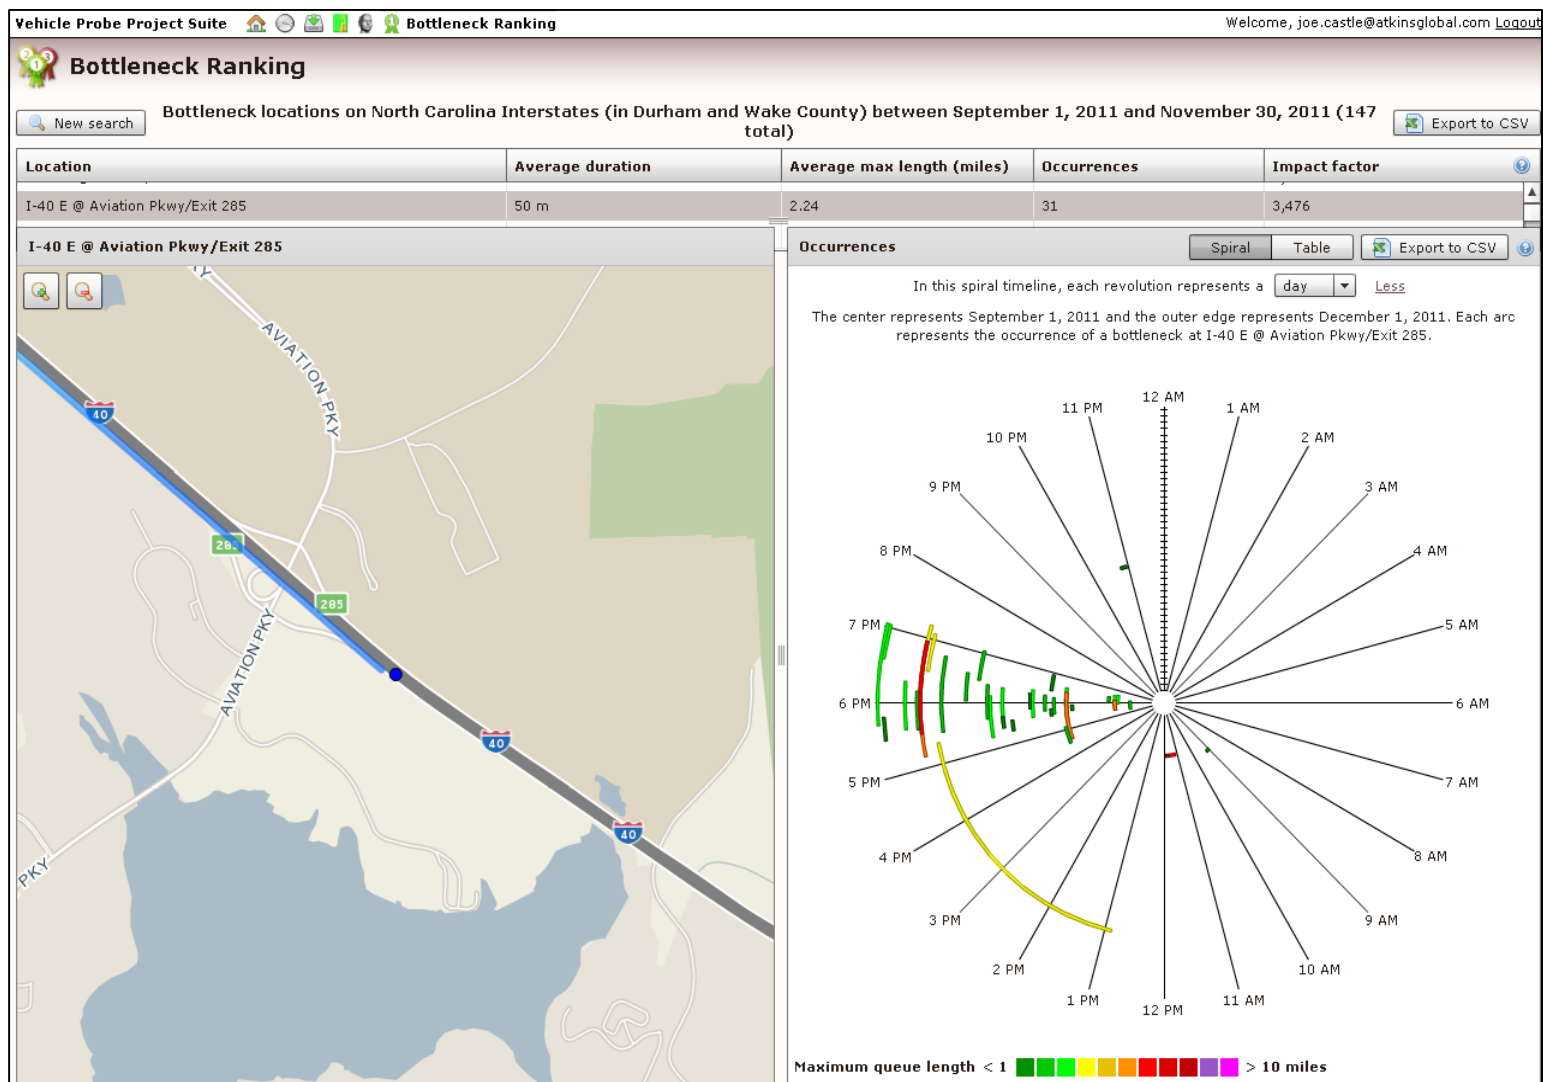 Vehicle Probe Project Suite
Bottleneck Ranking
Welcome, joe.castle@atkinsglobal.com Logout
Bottleneck Ranking
New search
Bottleneck locations on North Carolina Interstates (in Durham and Wake County) between September 1, 2011 and November 30, 2011 (147
total)
Export to CSV
Location
Average duration
Average max length (miles)
Occurrences
Impact factor
I-40 E @ Aviation Pkwy/Exit 285
50 m
2.24
31
3,476
I-40 E @ Aviation Pkwy/Exit 285
AVIATION PKY
40
285
285
AVIATION PKY
40
40
PKY
Occurrences
Spiral
Table
Export to CSV
In this spiral timeline, each revolution represents a day Less
The center represents September 1, 2011 and the outer edge represents December 1, 2011. Each arc
represents the occurrence of a bottleneck at I-40 E @ Aviation Pkwy/Exit 285.
12 AM
1 AM
2 AM
3 AM
4 AM
5 AM
6 AM
7 AM
8 AM
9 AM
10 AM
11 AM
12 PM
1 PM
2 PM
3 PM
4 PM
5 PM
6 PM
7 PM
8 PM
9 PM
10 PM
11 PM
Maximum queue length < 1
> 10 miles